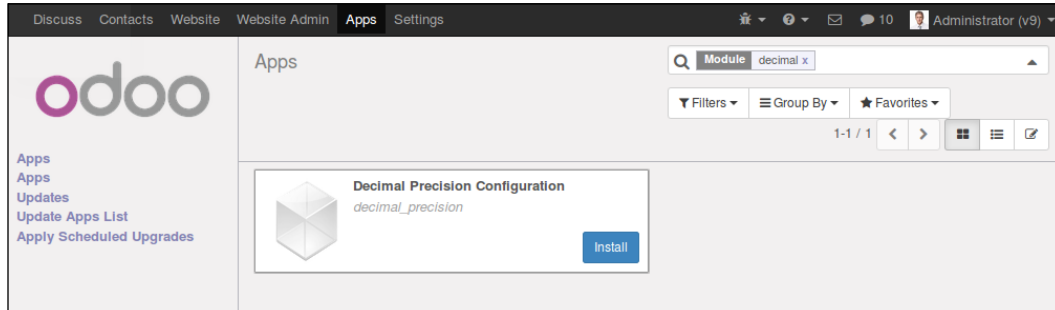 Discuss Contacts Website Website Admin Apps Settings 10 Administrator (v9)
odoo
Apps
Apps
Updates
Update Apps List
Apply Scheduled Upgrades
Apps
Module decimal x
Filters Group By Favorites
1-1 / 1
Decimal Precision Configuration
decimal_precision
Install